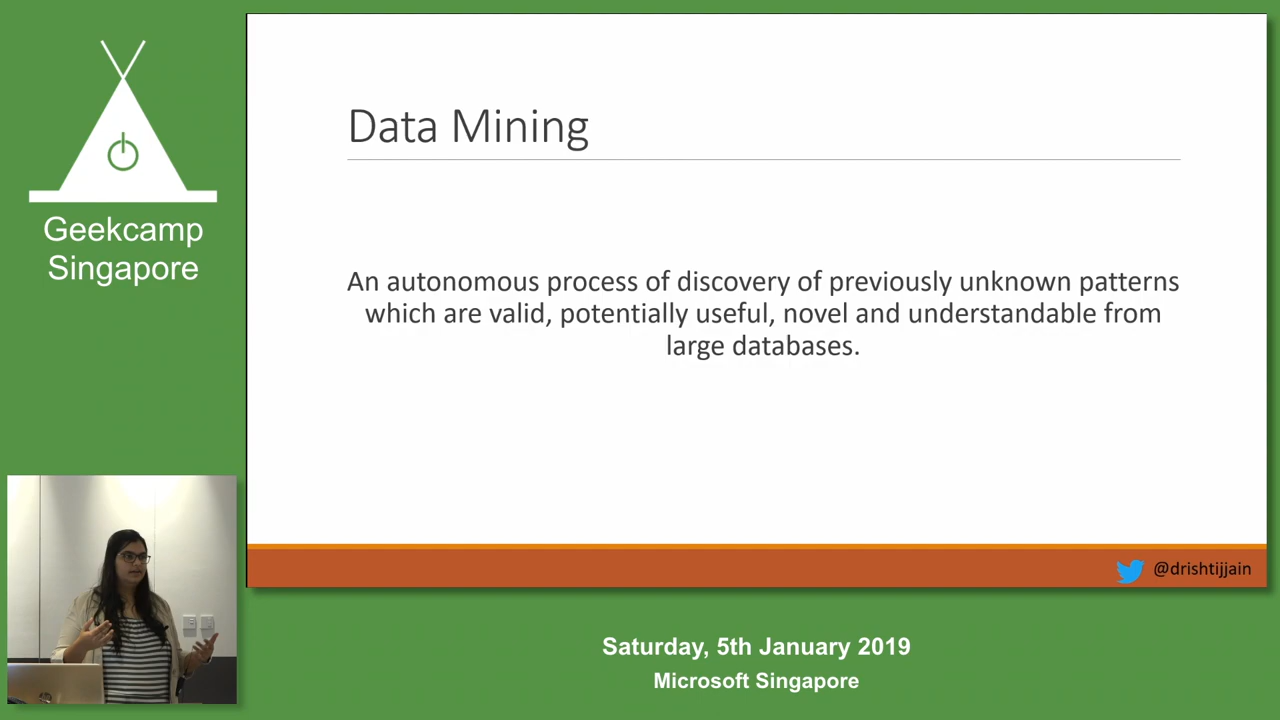 Geekcamp
Singapore
Data Mining
An autonomous process of discovery of previously unknown patterns
which are valid, potentially useful, novel and understandable from
large databases.
@drishtijjain
Saturday, 5th January 2019
Microsoft Singapore